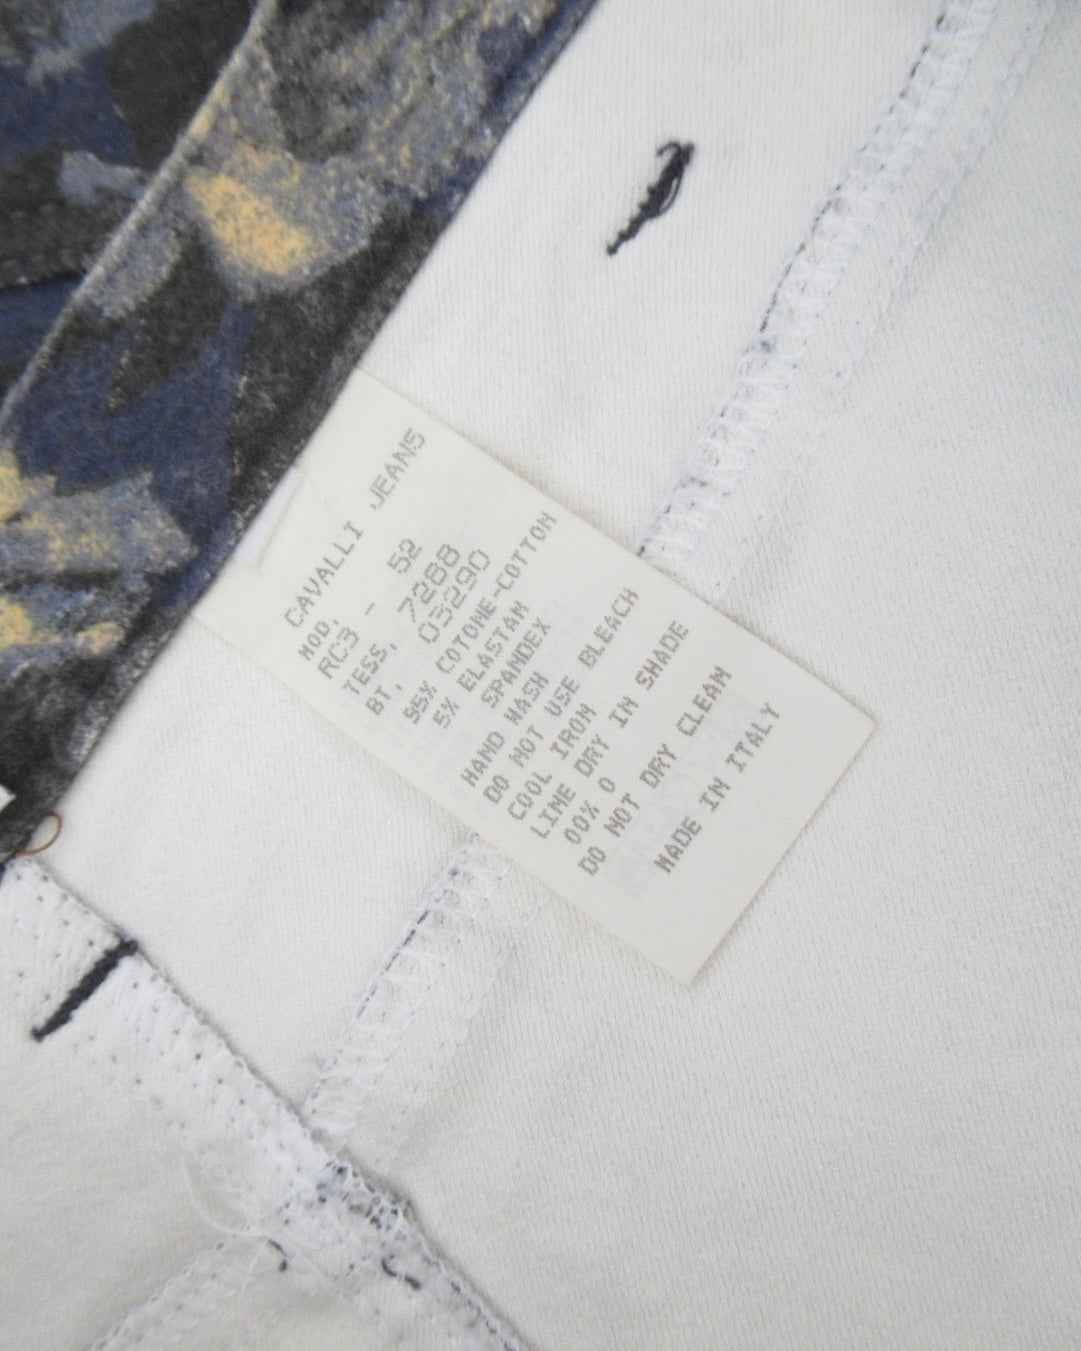 CAVALLI JEANS
MOD.
RC3 - 52
TESS. 7288
BT. 03290
95% COTONE-COTTON
5% ELASTAM
SPANDEX
HAND WASH
DO NOT USE BLEACH
COOL IRON
LINE DRY IN SHADE
00% 0
DO NOT DRY CLEAN
MADE IN ITALY